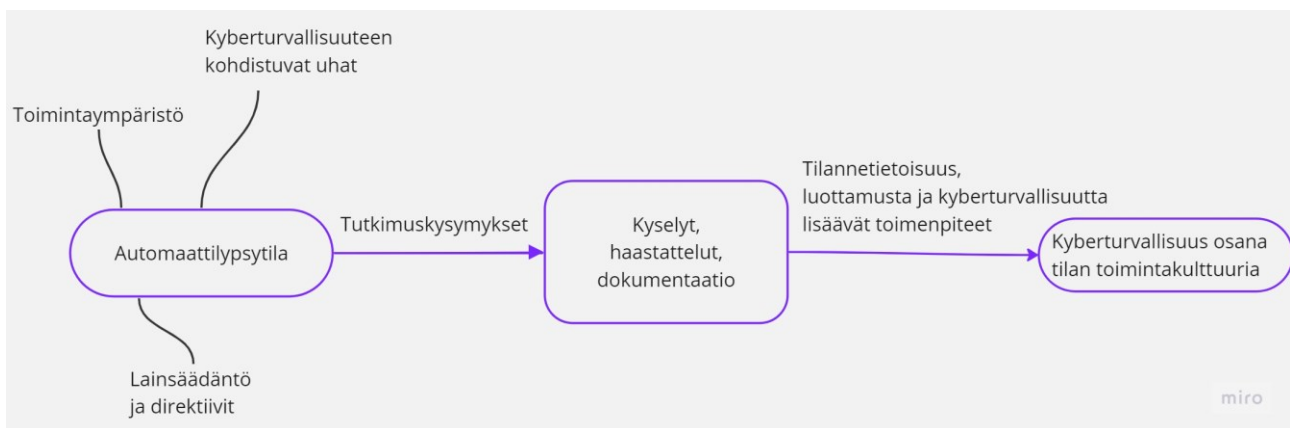 Kyberturvallisuuteen
kohdistuvat uhat
Toimintaympäristö
Automaattilypsytila
Lainsäädäntö
ja direktiivit
Tutkimuskysymykset
Kyselyt,
haastattelut,
dokumentaatio
Tilannetietoisuus,
luottamusta ja kyberturvallisuutta
lisäävät toimenpiteet
Kyberturvallisuus osana
tilan toimintakulttuuria
miro